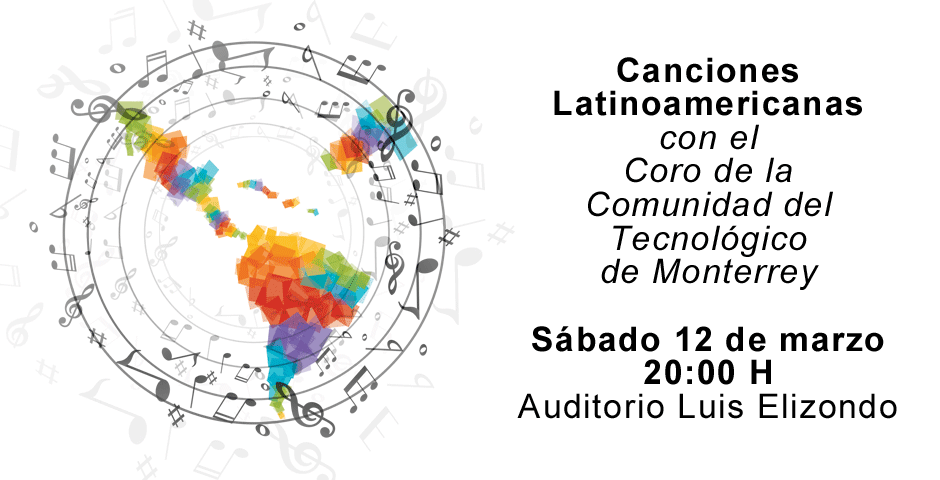 Canciones
Latinoamericanas
con el
Coro de la
Comunidad del
Tecnológico
de Monterrey
Sábado 12 de marzo
20:00 H
Auditorio Luis Elizondo